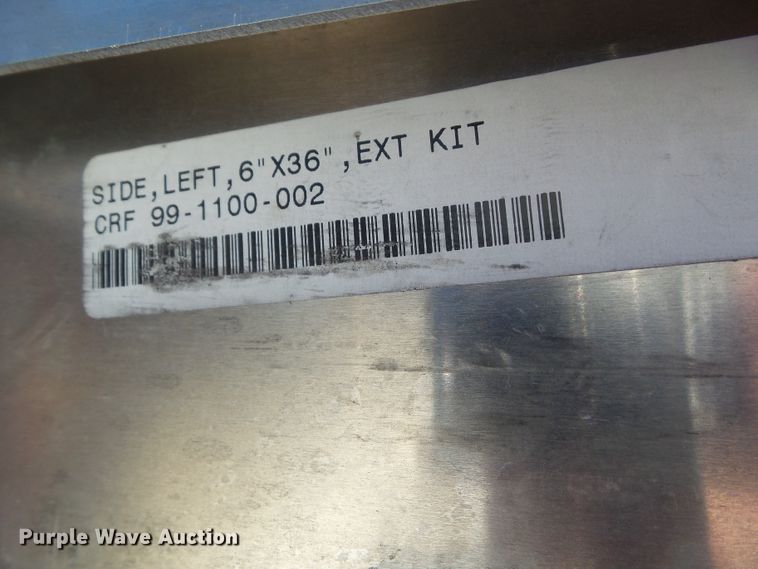 SIDE,LEFT,6"X36",EXT KIT
CRF 99-1100-002
Purple Wave Auction